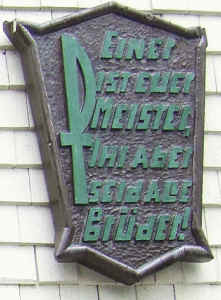 Einer
ist euer
Meister,
ihr aber
seid alle
Brüder!